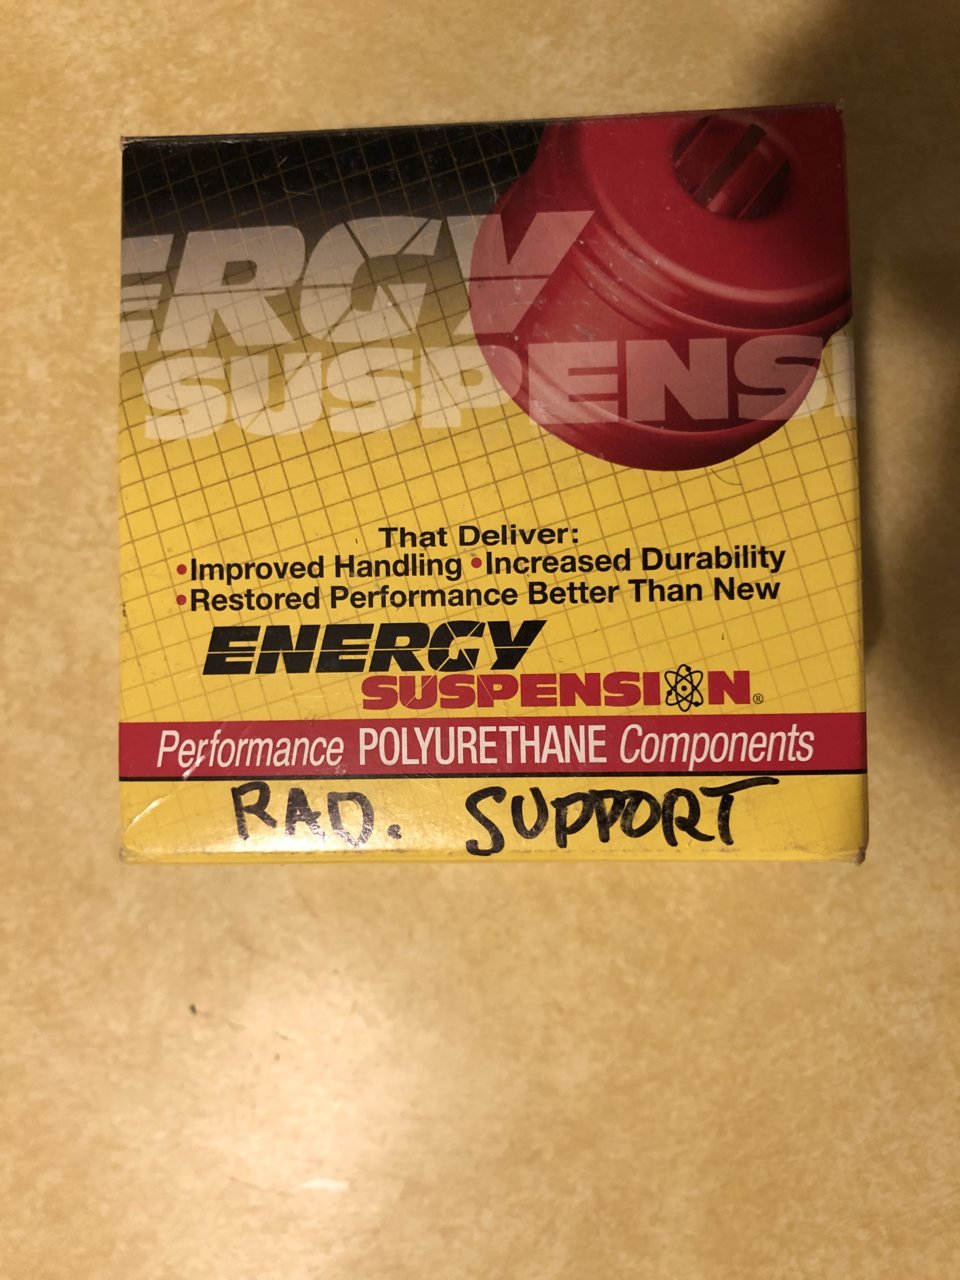 ERGY
SUSPENSI
That Deliver:
•Improved Handling •Increased Durability
•Restored Performance Better Than New
ENERGY
SUSPENSION®
Performance POLYURETHANE Components
RAD. SUPPORT